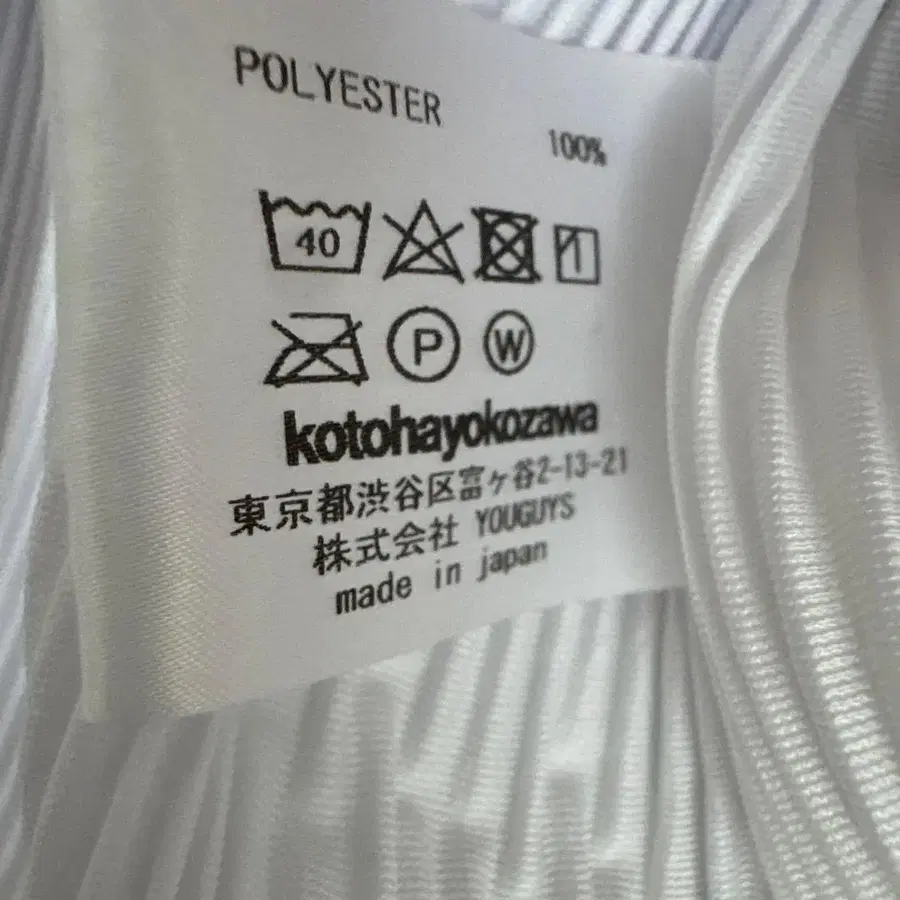 POLYESTER
100%
40
P W
kotohayokozawa
東京都渋谷区富ヶ谷2-13-21
株式会社 YOUGUYS
made in japan